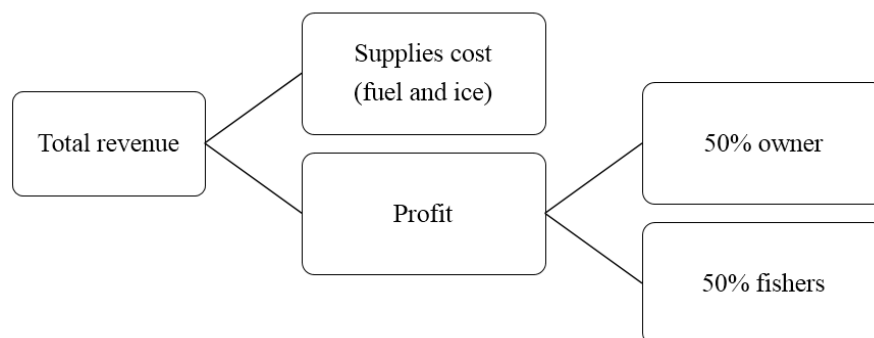 Total revenue
Supplies cost
(fuel and ice)
Profit
50% owner
50% fishers